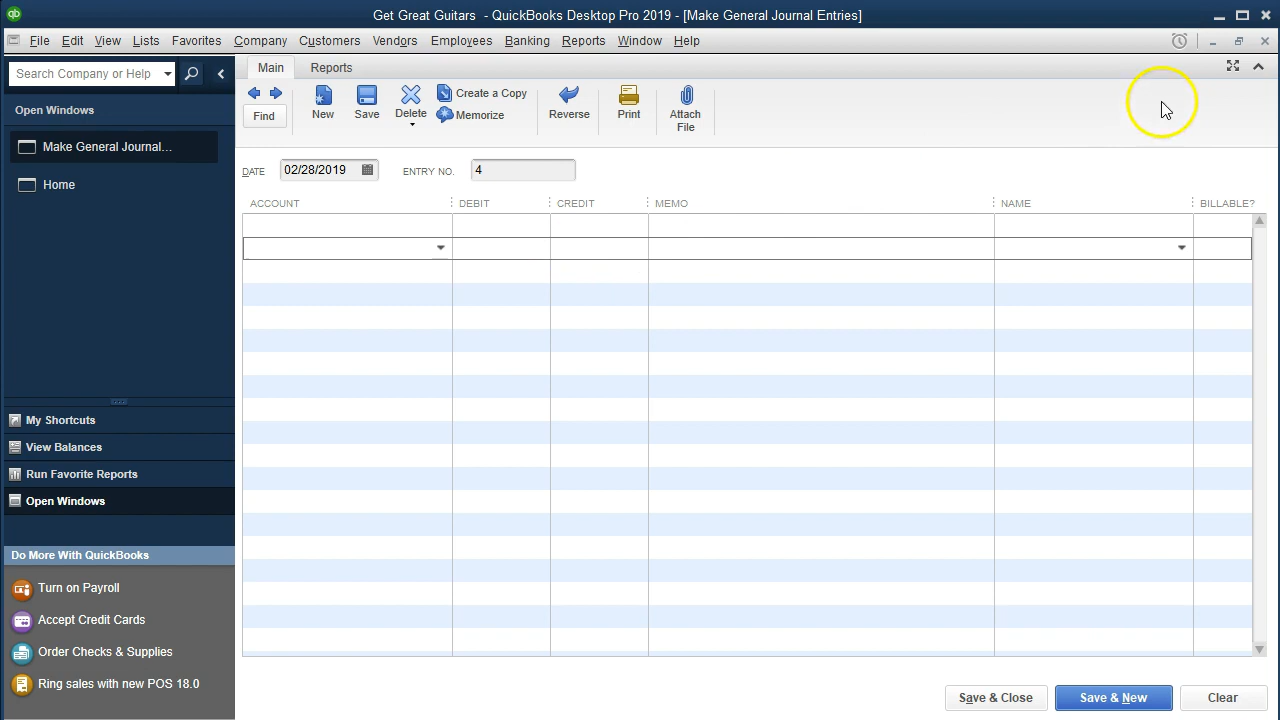 Get Great Guitars - QuickBooks Desktop Pro 2019 - [Make General Journal Entries]
File Edit View Lists Favorites Company Customers Vendors Employees Banking Reports Window Help
Search Company or Help
Main Reports
Find
New
Save
Delete
Create a Copy
Memorize
Reverse
Print
Attach
File
Open Windows
Make General Journal...
Home
DATE 02/28/2019 ENTRY NO. 4
ACCOUNT DEBIT CREDIT MEMO NAME BILLABLE?
My Shortcuts
View Balances
Run Favorite Reports
Open Windows
Do More With QuickBooks
Turn on Payroll
Accept Credit Cards
Order Checks & Supplies
Ring sales with new POS 18.0
Save & Close Save & New Clear